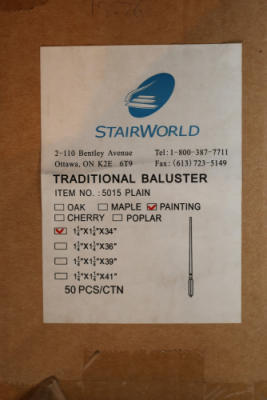 STAIRWORLD
2-110 Bentley Avenue Tel: 1-800-387-7711
Ottawa, ON K2E 6T9 Fax: (613) 723-5149
TRADITIONAL BALUSTER
ITEM NO. : 5015 PLAIN
OAK MAPLE PAINTING
CHERRY POPLAR
1¼"X1¼"X34"
1¼"X1¼"X36"
1¼"X1¼"X39"
1¼"X1¼"X41"
50 PCS/CTN